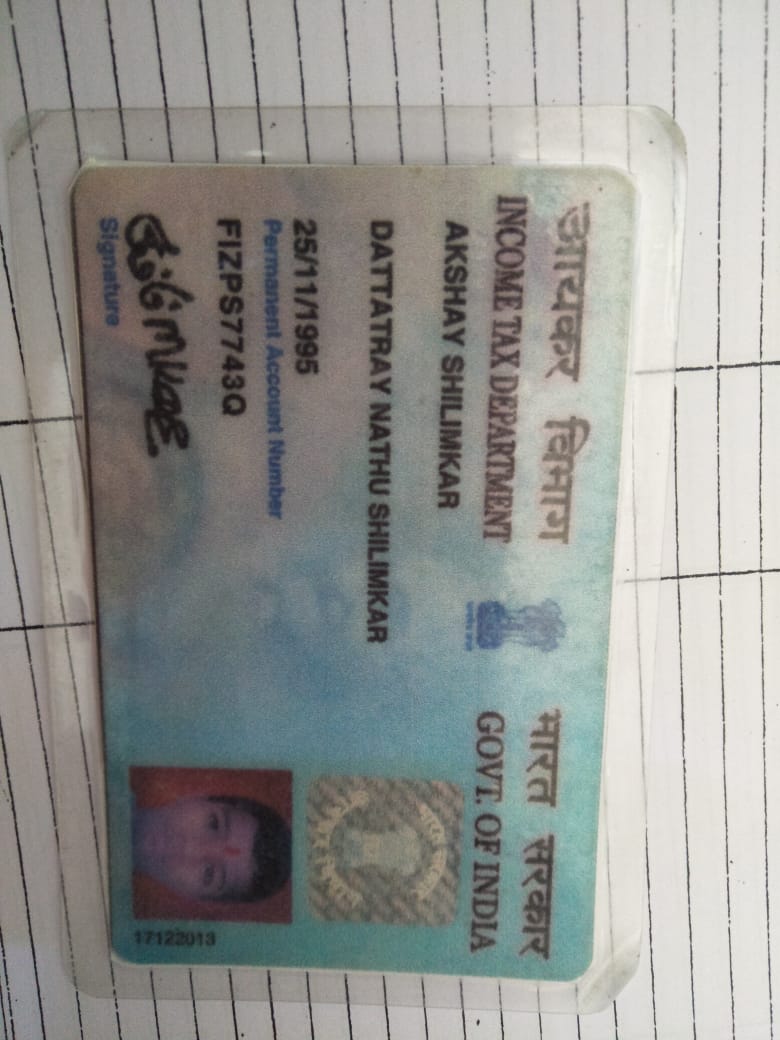 आयकर विभाग
INCOME TAX DEPARTMENT
भारत सरकार
GOVT. OF INDIA
AKSHAY SHILIMKAR
DATTATRAY NATHU SHILIMKAR
25/11/1995
Permanent Account Number
FIZPS7743Q
Signature
17122013